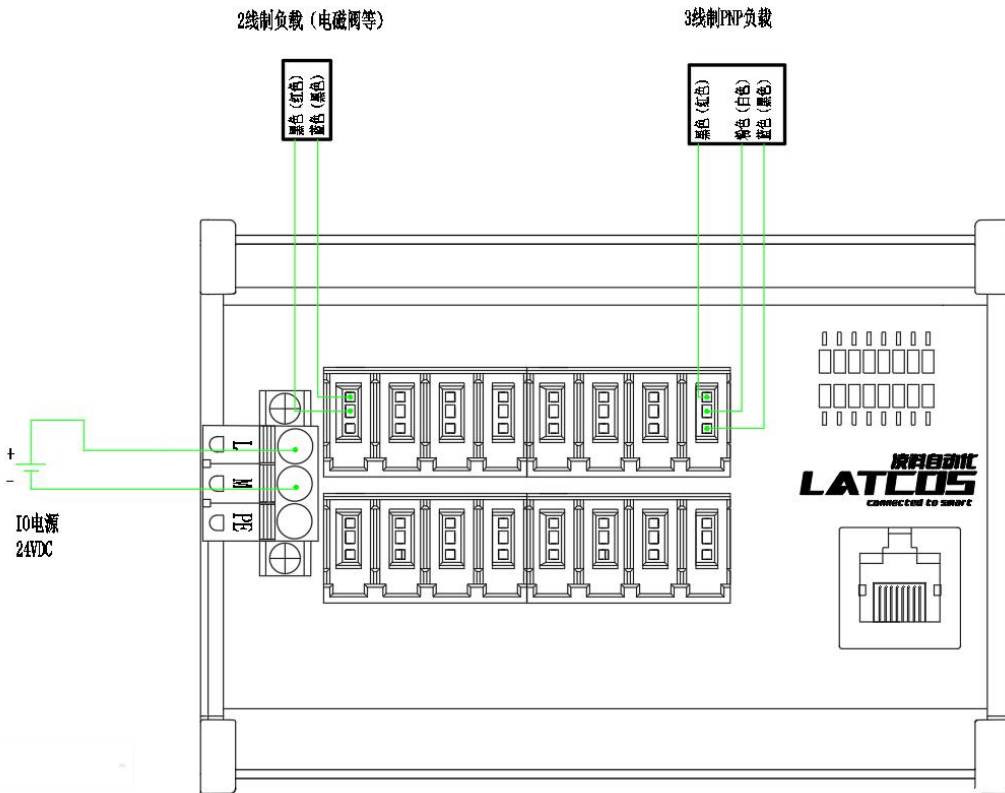 2线制负载（电磁阀等）
3线制PNP负载
黑色（红色）
蓝色（黑色）
黑色（红色）
粉色（白色）
蓝色（黑色）
L
M
PE
+
-
IO电源
24VDC
凌科自动化
LATCOS
connected to smart